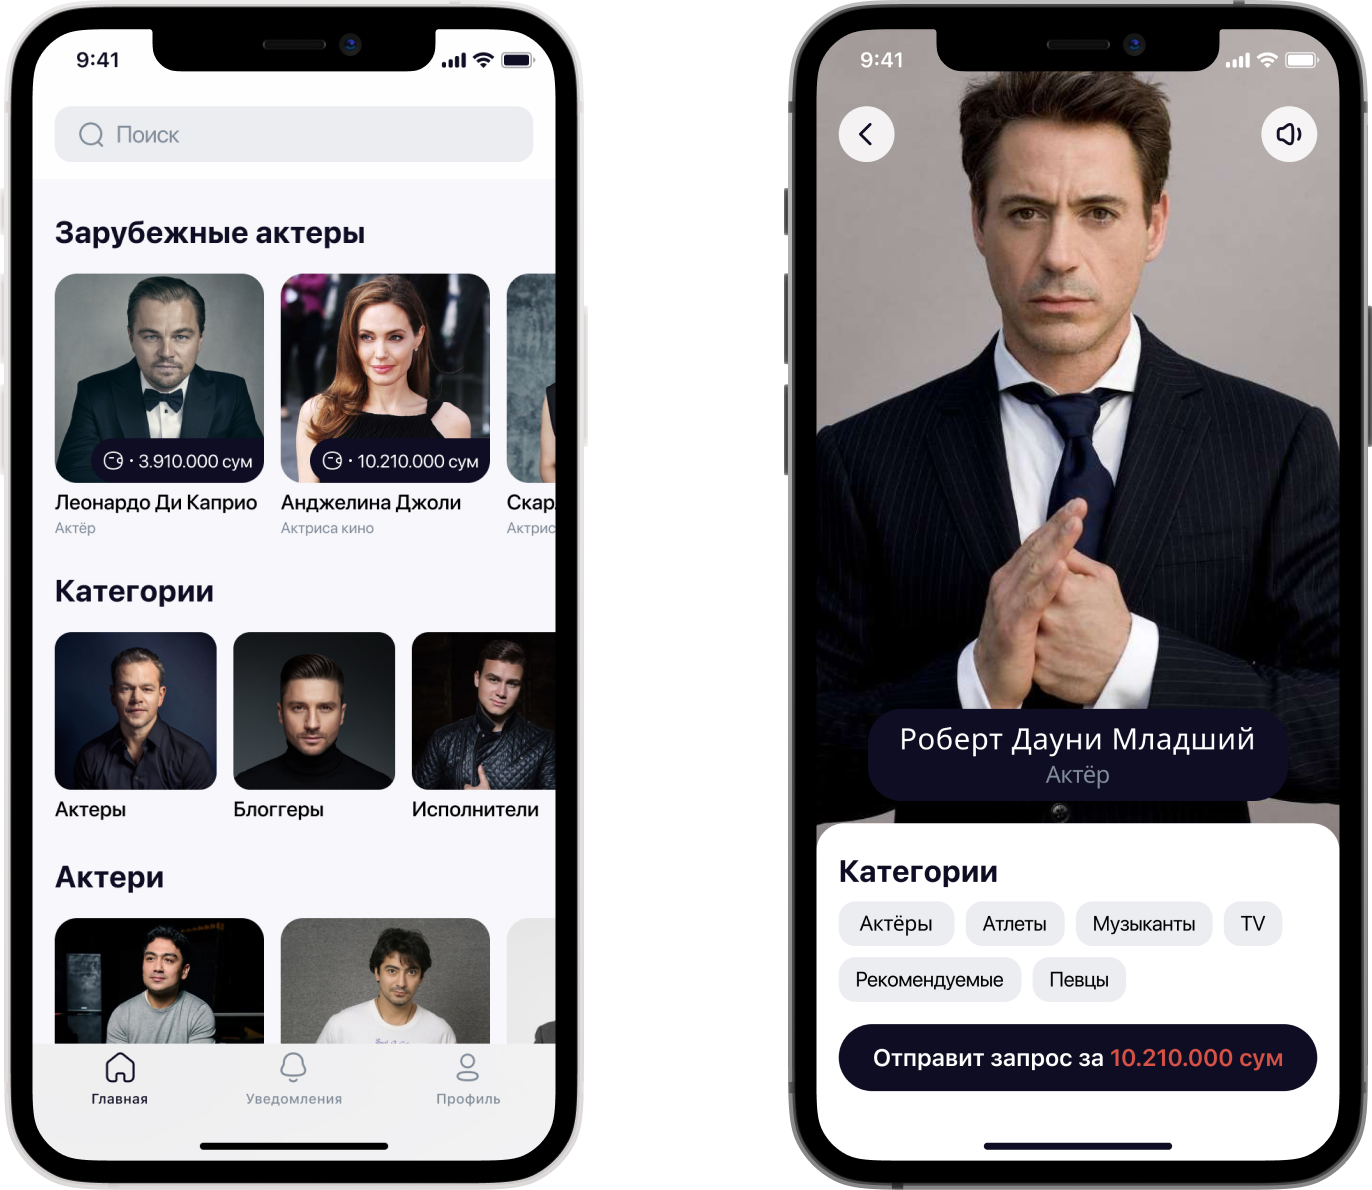 9:41
Поиск
Зарубежные актеры
· 3.910.000 сум
· 10.210.000 сум
Леонардо Ди Каприо
Анджелина Джоли
Скар
Актёр
Актриса кино
Актрис
Категории
Актеры
Блоггеры
Исполнители
Актери
Главная
Уведомления
Профиль
9:41
Роберт Дауни Младший
Актёр
Категории
Актёры
Атлеты
Музыканты
TV
Рекомендуемые
Певцы
Отправит запрос за 10.210.000 сум